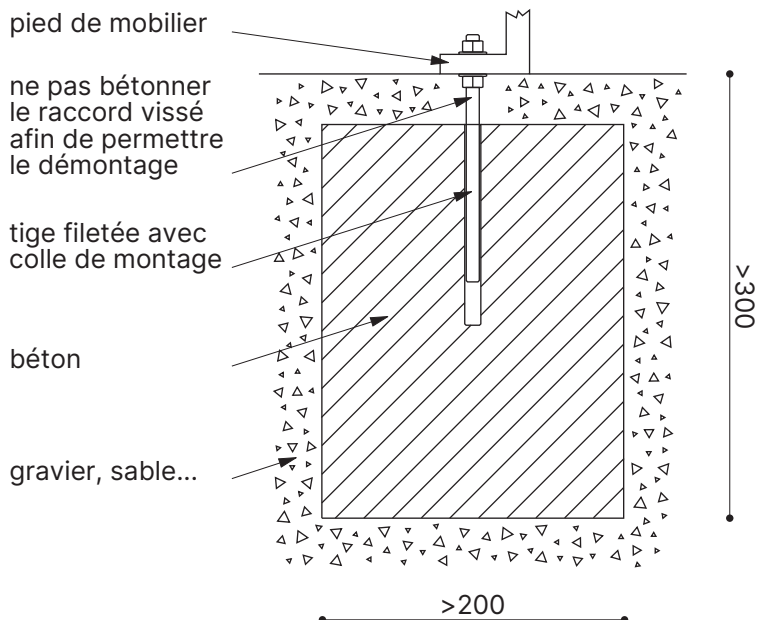 pied de mobilier
ne pas bétonner
le raccord vissé
afin de permettre
le démontage
tige filetée avec
colle de montage
béton
gravier, sable...
>300
>200